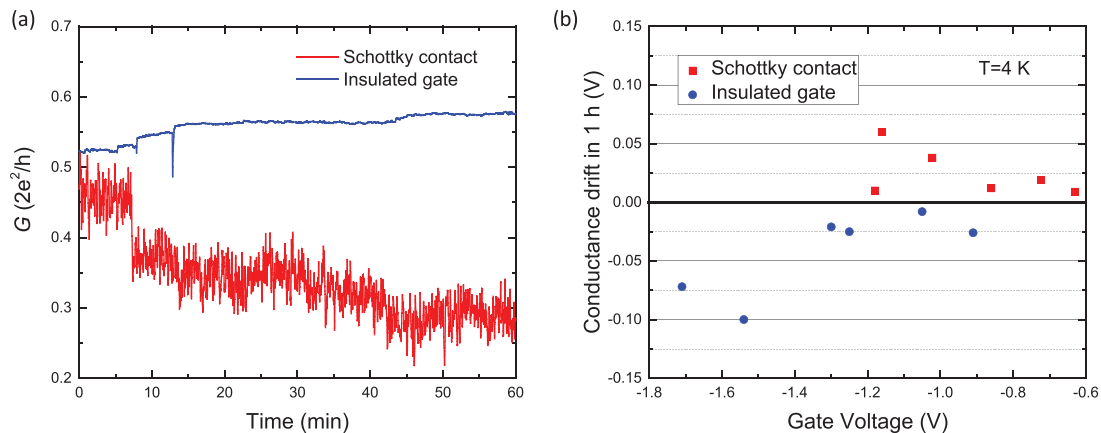 (a)
0.7
0.6
0.5
0.4
0.3
0.2
G (2e²/h)
Schottky contact
Insulated gate
0 10 20 30 40 50 60
Time (min)
(b)
0.15
0.10
0.05
0.00
-0.05
-0.10
-0.15
Conductance drift in 1 h (V)
Schottky contact
Insulated gate
T=4 K
-1.8 -1.6 -1.4 -1.2 -1.0 -0.8 -0.6
Gate Voltage (V)